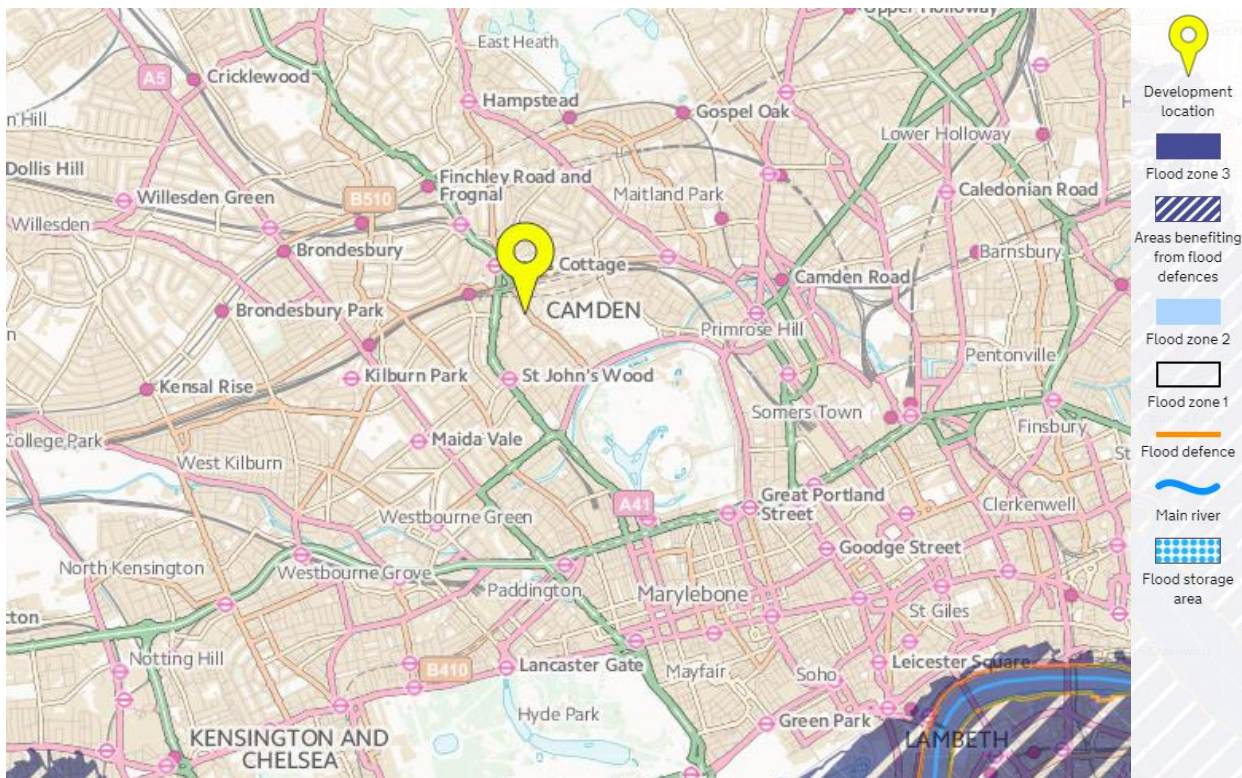 Upper Holloway
East Heath
Cricklewood
A5
Hampstead
Gospel Oak
n Hill
Lower Holloway
Dollis Hill
Finchley Road and
Frognal
Maitland Park
Caledonian Road
Willesden Green
B510
Willesden
Brondesbury
Cottage
Barnsbury
Camden Road
Brondesbury Park
CAMDEN
Primrose Hill
n
Pentonville
Kensal Rise
Kilburn Park
St John's Wood
Somers Town
College Park
Maida Vale
Finsbury
West Kilburn
St
A41
Great Portland
Street
Clerkenwell
Westbourne Green
Goodge Street
North Kensington
Westbourne Grove
Paddington
Marylebone
St Giles
cton
Notting Hill
B410
Lancaster Gate
Mayfair
Soho
Leicester Square
Hyde Park
Green Park
KENSINGTON AND
CHELSEA
LAMBETH
Development
location
Flood zone 3
Areas benefiting
from flood
defences
Flood zone 2
Flood zone 1
Flood defence
Main river
Flood storage
area